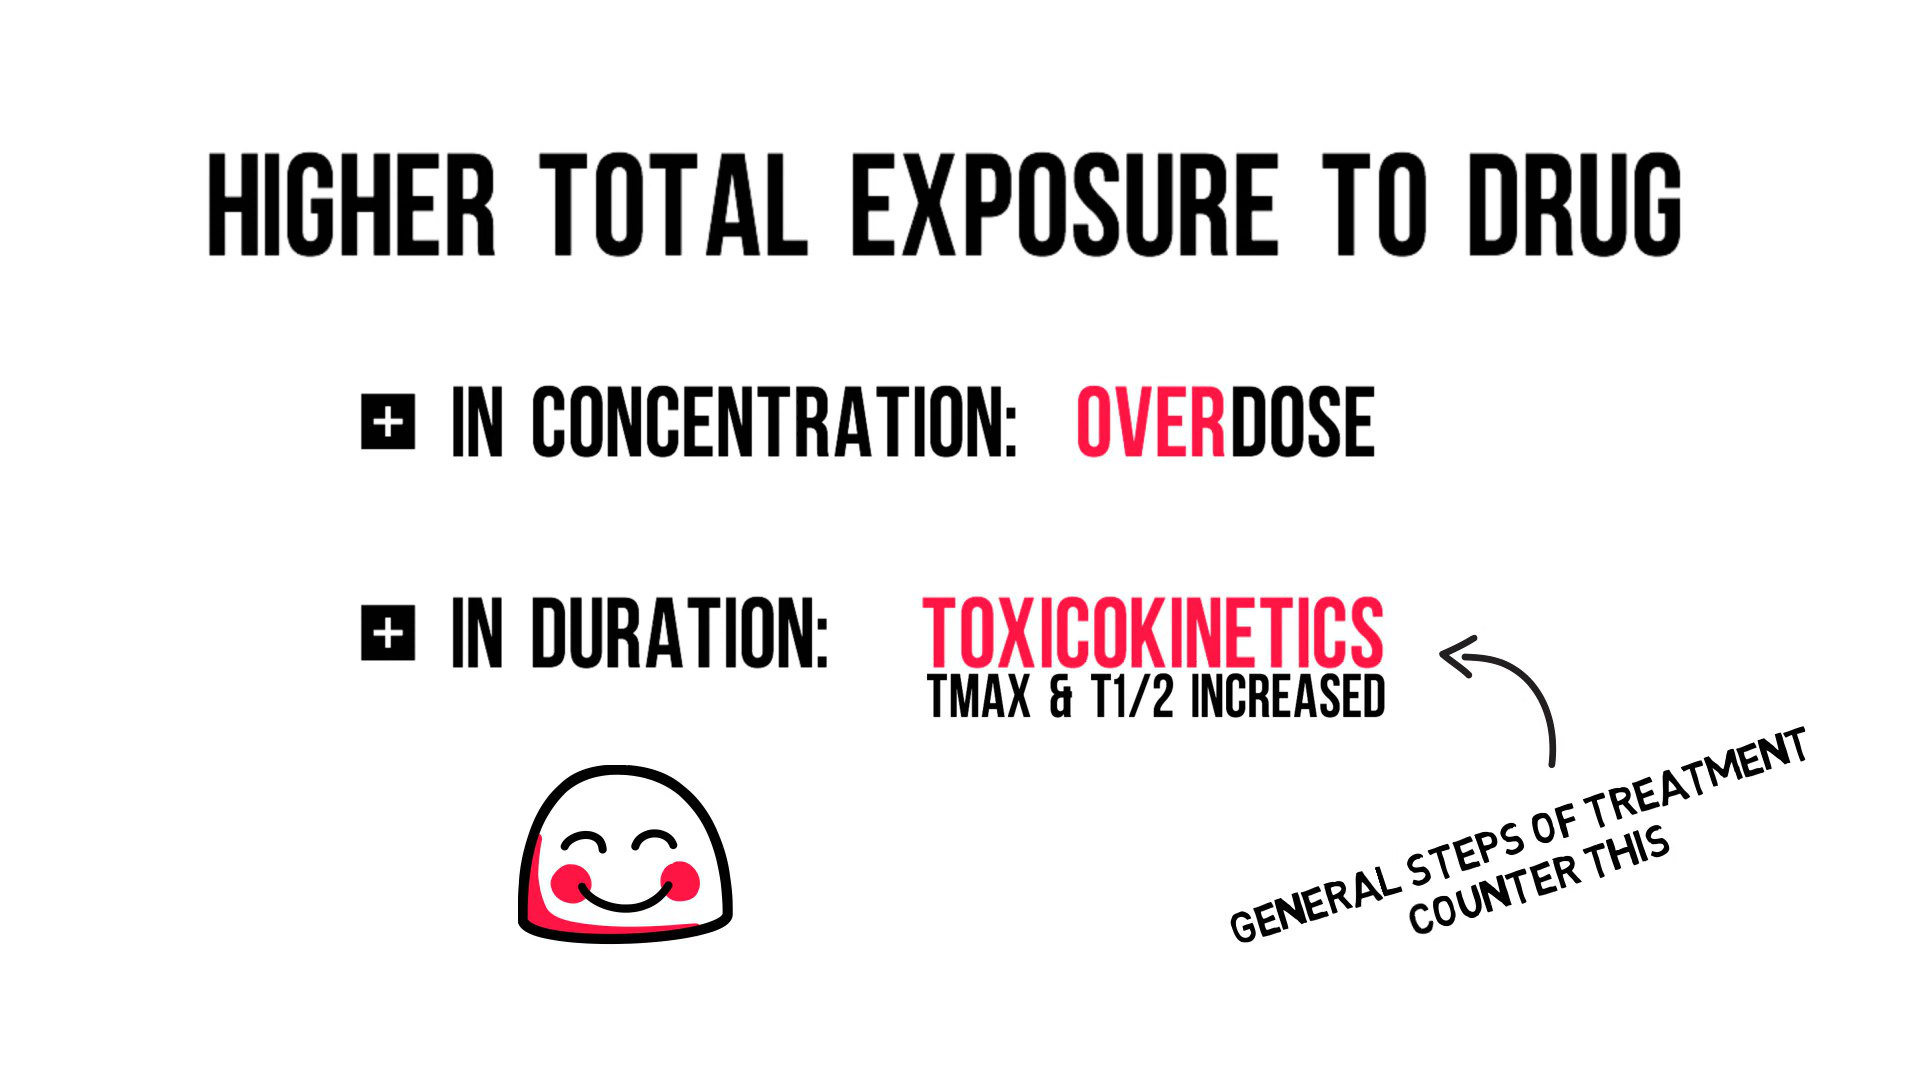 HIGHER TOTAL EXPOSURE TO DRUG
+ IN CONCENTRATION: OVERDOSE
+ IN DURATION: TOXICOKINETICS
TMAX & T1/2 INCREASED
GENERAL STEPS OF TREATMENT
COUNTER THIS